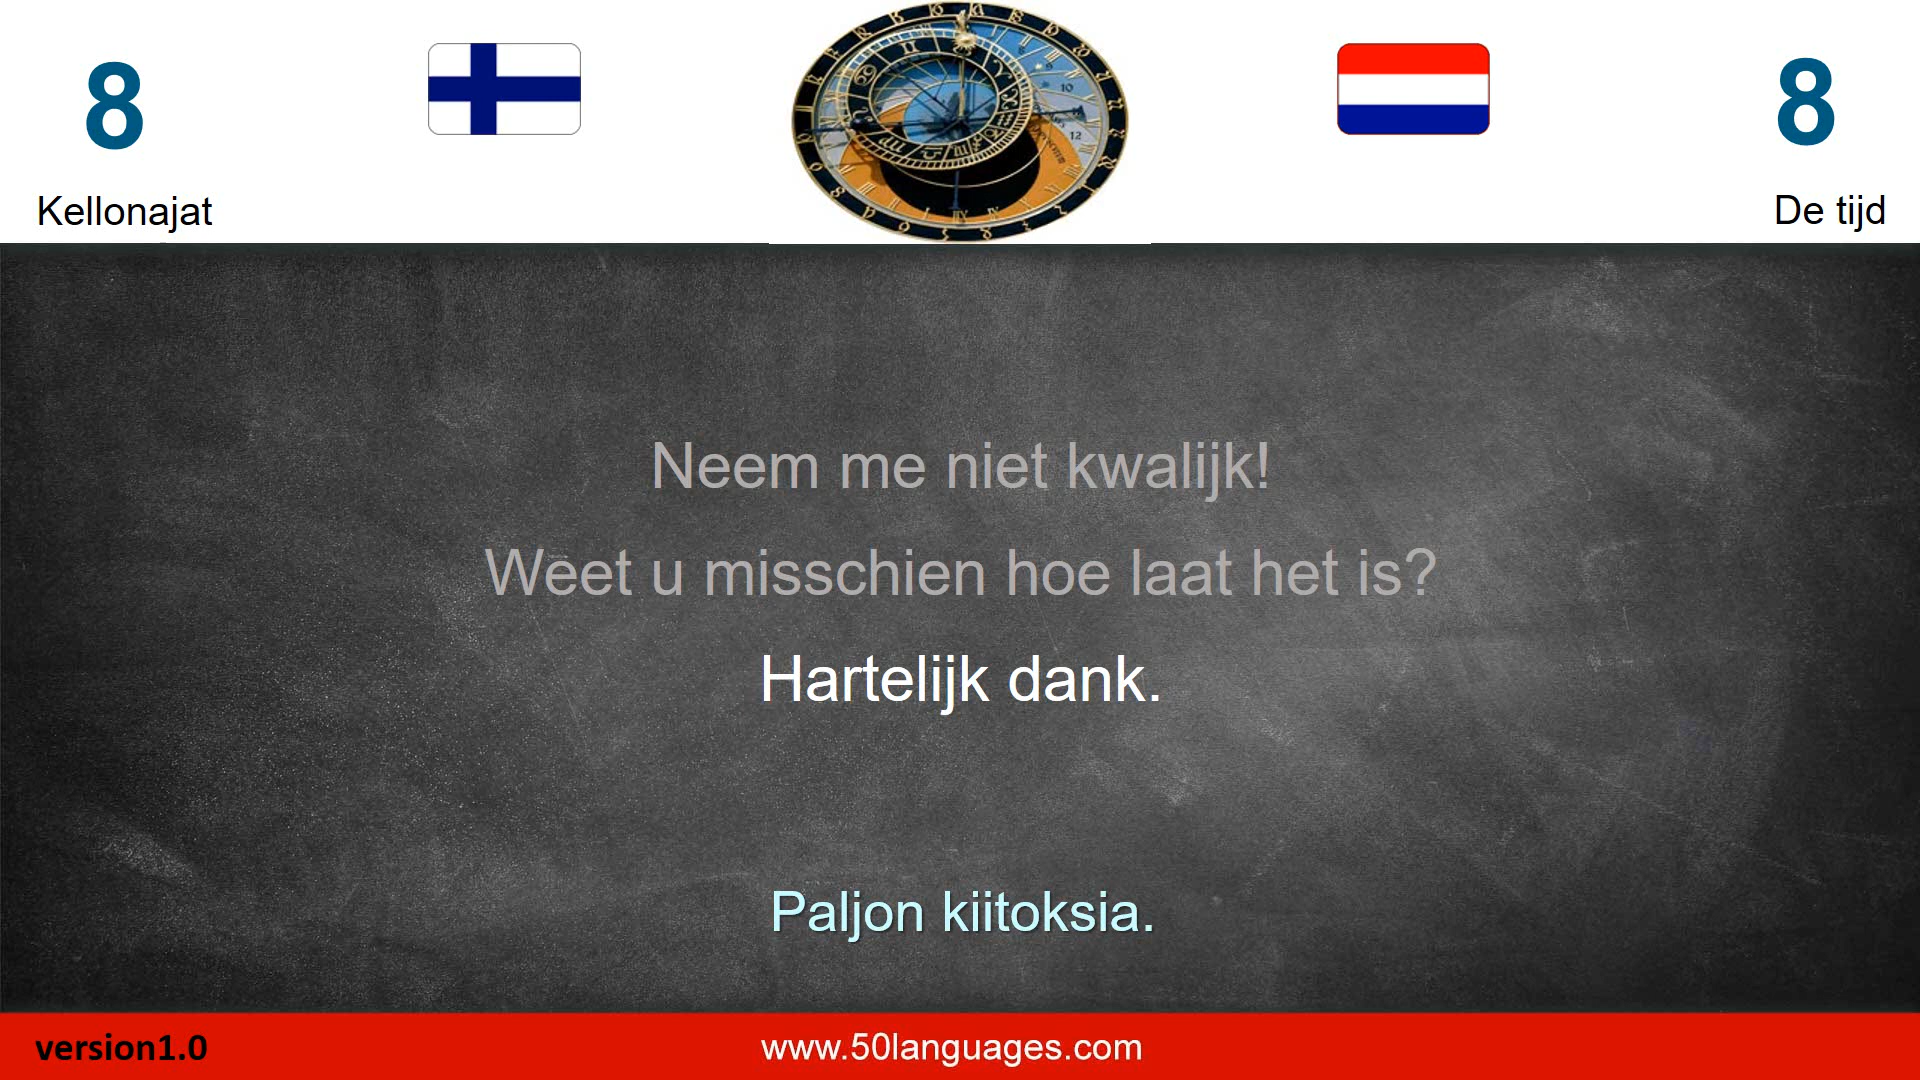 8
8
Kellonajat
De tijd
Neem me niet kwalijk!
Weet u misschien hoe laat het is?
Hartelijk dank.
Paljon kiitoksia.
version1.0
www.50languages.com